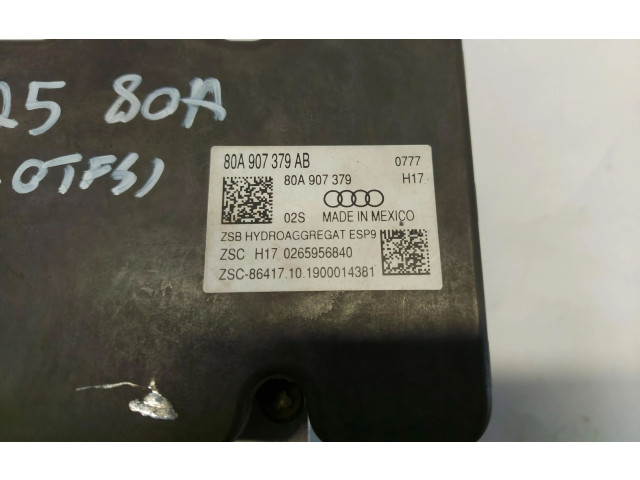 25 80A
.0TFSI
80A 907 379 AB 0777
80A 907 379 H17
02S MADE IN MEXICO
ZSB HYDROAGGREGAT ESP9
ZSC H17 0265956840
ZSC-86417.10.1900014381